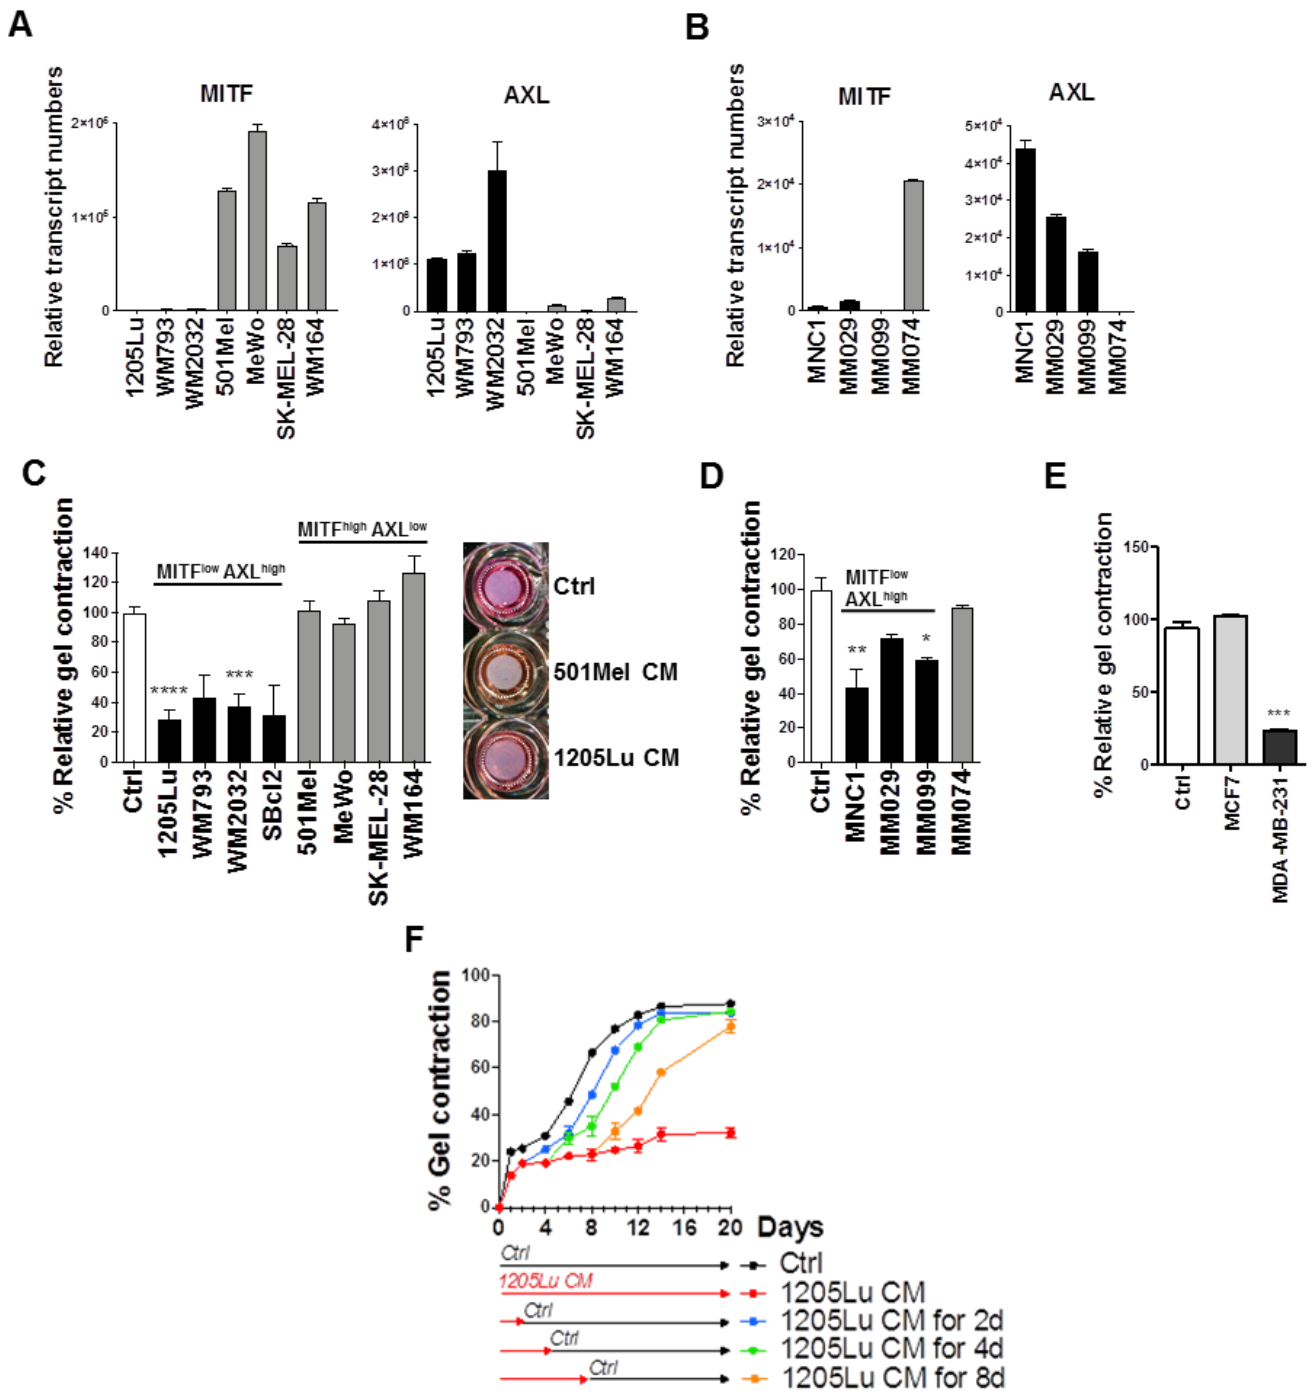 A
B
MITF
AXL
MITF
AXL
Relative transcript numbers
2×10⁵
1×10⁵
0
4×10⁶
3×10⁶
2×10⁶
1×10⁶
0
Relative transcript numbers
3×10⁴
2×10⁴
1×10⁴
0
5×10⁴
4×10⁴
3×10⁴
2×10⁴
1×10⁴
0
1205Lu
WM793
WM2032
501Mel
MeWo
SK-MEL-28
WM164
1205Lu
WM793
WM2032
501Mel
MeWo
SK-MEL-28
WM164
MNC1
MM029
MM099
MM074
MNC1
MM029
MM099
MM074
C
% Relative gel contraction
140
120
100
80
60
40
20
0
MITFlow AXLhigh
MITFhigh AXLlow
****
***
Ctrl
1205Lu
WM793
WM2032
SBcl2
501Mel
MeWo
SK-MEL-28
WM164
Ctrl
501Mel CM
1205Lu CM
D
% Relative gel contraction
120
100
80
60
40
20
0
MITFlow
AXLhigh
**
*
Ctrl
MNC1
MM029
MM099
MM074
E
% Relative gel contraction
150
100
50
0
***
Ctrl
MCF7
MDA-MB-231
F
% Gel contraction
100
80
60
40
20
0
0 4 8 12 16 20 Days
Ctrl
1205Lu CM
Ctrl
Ctrl
Ctrl
Ctrl
1205Lu CM
1205Lu CM for 2d
1205Lu CM for 4d
1205Lu CM for 8d